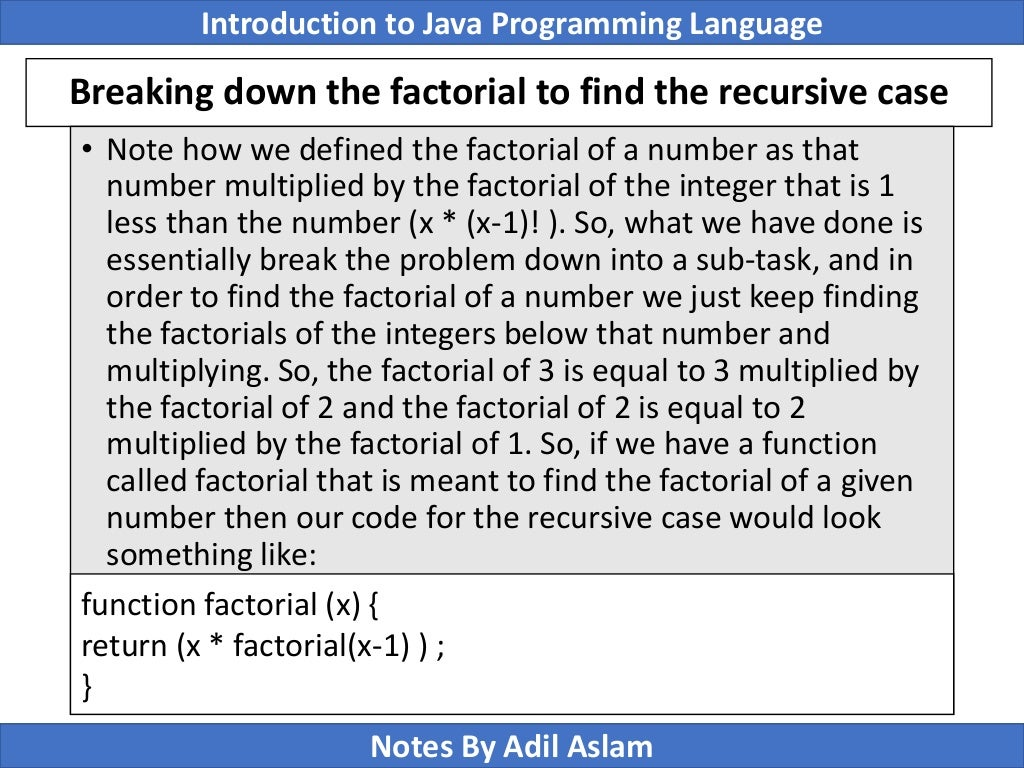 Introduction to Java Programming Language
Breaking down the factorial to find the recursive case
• Note how we defined the factorial of a number as that
number multiplied by the factorial of the integer that is 1
less than the number (x * (x-1)! ). So, what we have done is
essentially break the problem down into a sub-task, and in
order to find the factorial of a number we just keep finding
the factorials of the integers below that number and
multiplying. So, the factorial of 3 is equal to 3 multiplied by
the factorial of 2 and the factorial of 2 is equal to 2
multiplied by the factorial of 1. So, if we have a function
called factorial that is meant to find the factorial of a given
number then our code for the recursive case would look
something like:
function factorial (x) {
return (x * factorial(x-1) ) ;
}
Notes By Adil Aslam